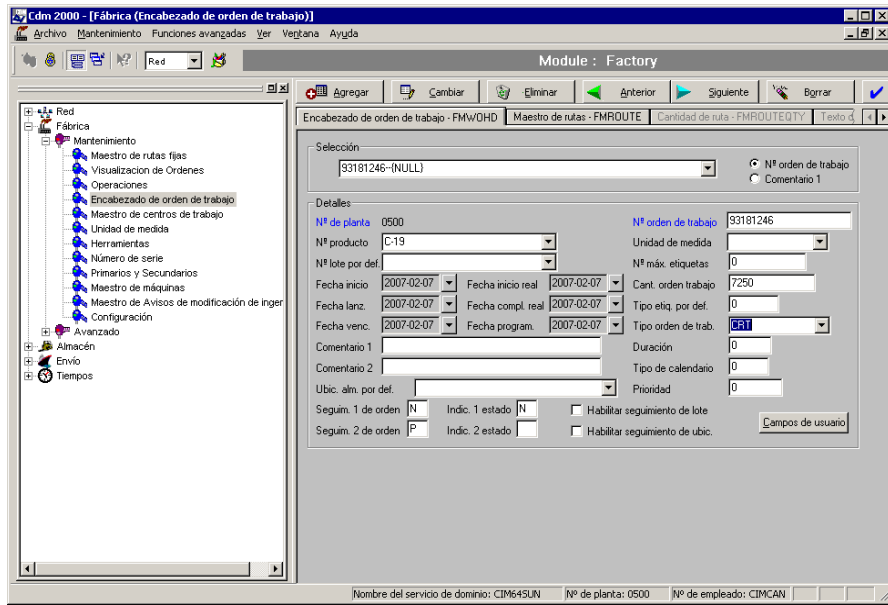 Cdm 2000 - [Fábrica (Encabezado de orden de trabajo)]
Archivo Mantenimiento Funciones avanzadas Ver Ventana Ayuda
Red Module : Factory
Agregar Cambiar Eliminar Anterior Siguiente Borrar
Encabezado de orden de trabajo - FMWOHD Maestro de rutas - FMROUTE Cantidad de ruta - FMROUTEQTY Texto d
Red
Fábrica
Mantenimiento
Maestro de rutas fijas
Visualizacion de Ordenes
Operaciones
Encabezado de orden de trabajo
Maestro de centros de trabajo
Unidad de medida
Herramientas
Número de serie
Primarios y Secundarios
Maestro de máquinas
Maestro de Avisos de modificación de inger
Configuración
Avanzado
Almacén
Envío
Tiempos
Selección
93181246--{NULL}
Nº orden de trabajo
Comentario 1
Detalles
Nº de planta 0500 Nº orden de trabajo 93181246
Nº producto C-19 Unidad de medida
Nº lote por def. Nº máx. etiquetas 0
Fecha inicio 2007-02-07 Fecha inicio real 2007-02-07 Cant. orden trabajo 7250
Fecha lanz. 2007-02-07 Fecha compl. real 2007-02-07 Tipo etiq. por def. 0
Fecha venc. 2007-02-07 Fecha program. 2007-02-07 Tipo orden de trab. CRT
Comentario 1 Duración 0
Comentario 2 Tipo de calendario 0
Ubic. alm. por def. Prioridad 0
Seguim. 1 de orden N Indic. 1 estado N Habilitar seguimiento de lote
Seguim. 2 de orden P Indic. 2 estado Habilitar seguimiento de ubic. Campos de usuario
Nombre del servicio de dominio: CIM645UN Nº de planta: 0500 Nº de empleado: CIMCAN